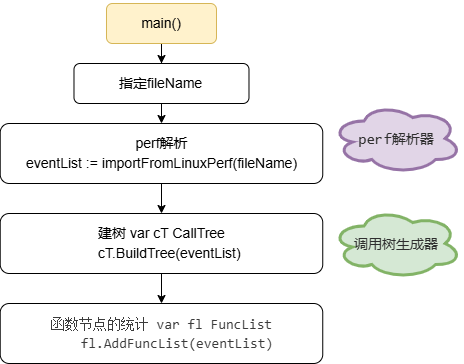 main()
指定fileName
perf解析
eventList := importFromLinuxPerf(fileName)
perf解析器
建树 var cT CallTree
cT.BuildTree(eventList)
调用树生成器
函数节点的统计 var fl FuncList
fl.AddFuncList(eventList)